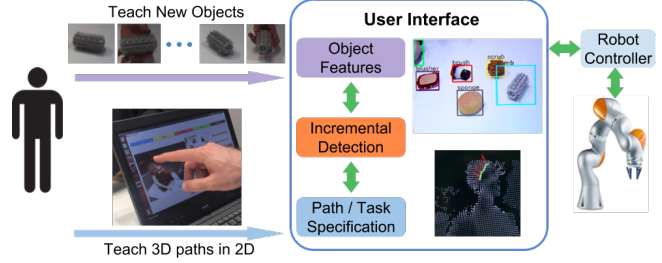 Teach New Objects
User Interface
Object
Features
Incremental
Detection
Path / Task
Specification
blusher
brush
scrub
sponge
Robot
Controller
Teach 3D paths in 2D